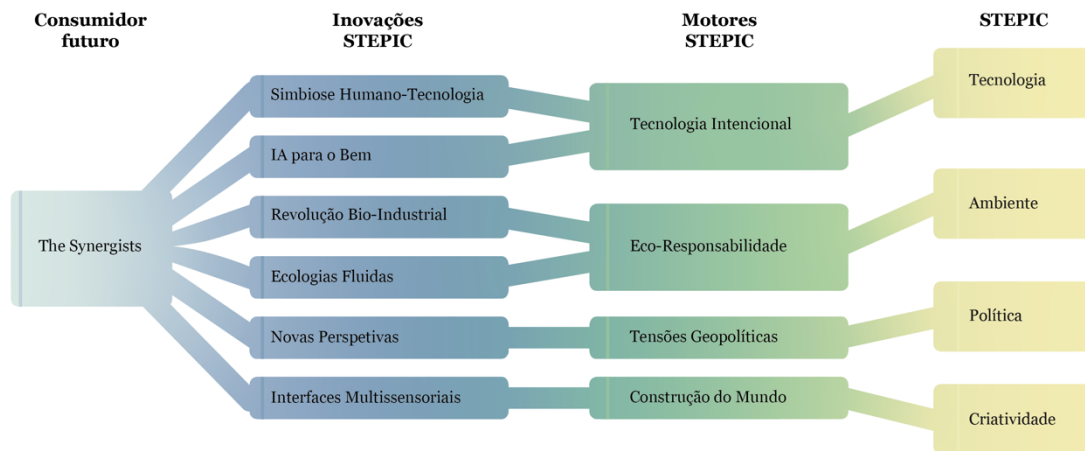 Consumidor
futuro
Inovações
STEPIC
Motores
STEPIC
STEPIC
The Synergists
Simbiose Humano-Tecnologia
IA para o Bem
Revolução Bio-Industrial
Ecologias Fluidas
Novas Perspetivas
Interfaces Multissensoriais
Tecnologia Intencional
Eco-Responsabilidade
Tensões Geopolíticas
Construção do Mundo
Tecnologia
Ambiente
Política
Criatividade